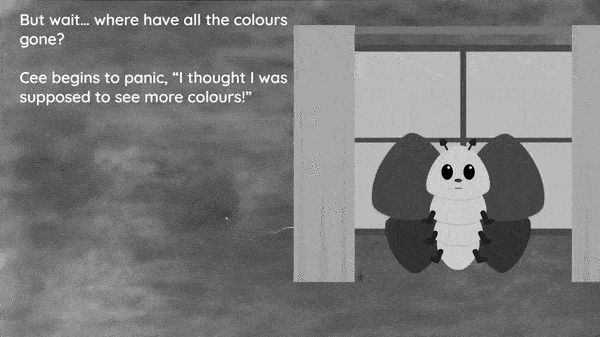 But wait... where have all the colours
gone?
Cee begins to panic, “I thought I was
supposed to see more colours!”